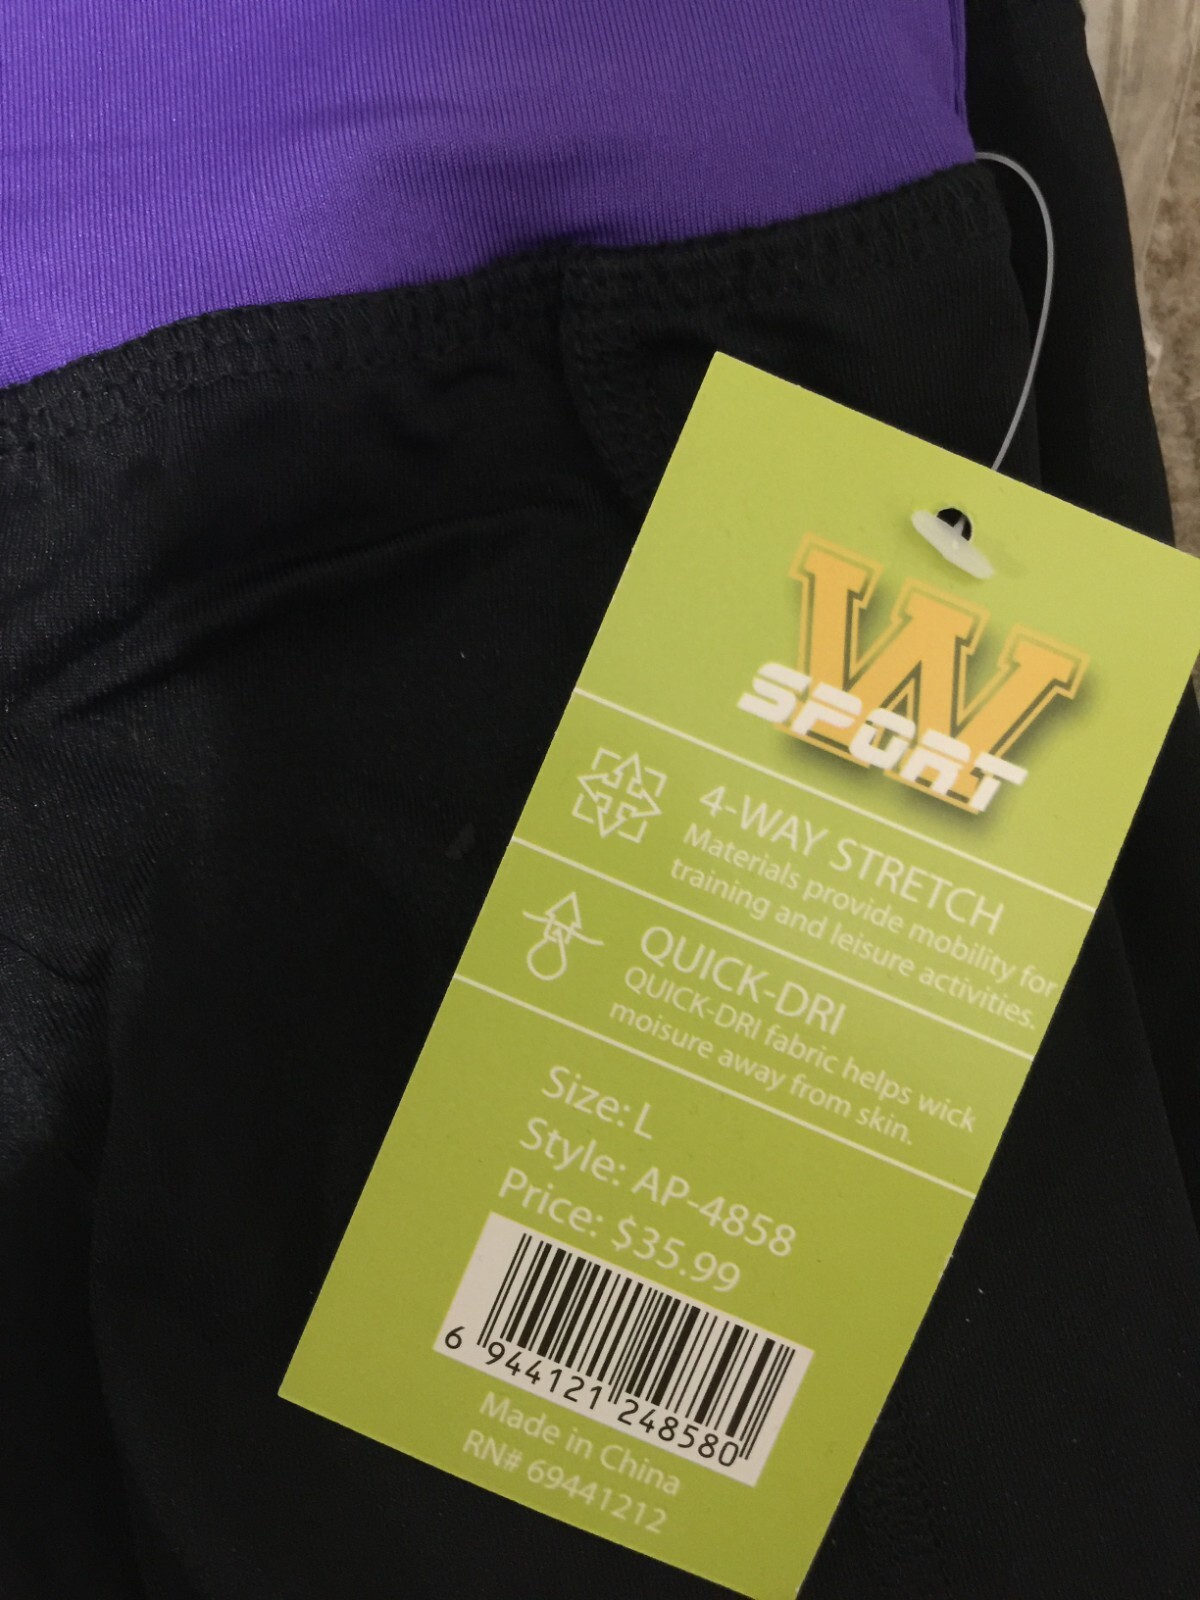 W
SPORT
4-WAY STRETCH
Materials provide mobility for
training and leisure activities.
QUICK-DRI
QUICK-DRI fabric helps wick
moisure away from skin.
Size: L
Style: AP-4858
Price: $35.99
6 944121 248580
Made in China
RN# 69441212